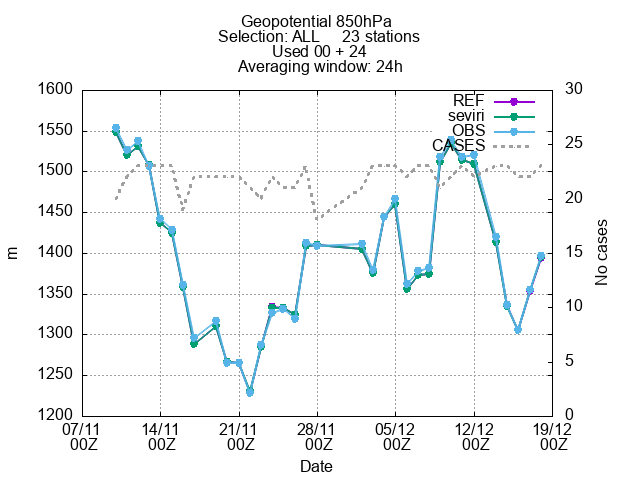 Geopotential 850hPa
Selection: ALL 23 stations
Used 00 + 24
Averaging window: 24h
1600 30
REF
seviri
1550 25
OBS
CASES
1500 20
1450
1400 15
m No cases
1350
1300 10
1250 5
1200 0
07/11 14/11 21/11 28/11 05/12 12/12 19/12
00Z 00Z 00Z 00Z 00Z 00Z 00Z
Date